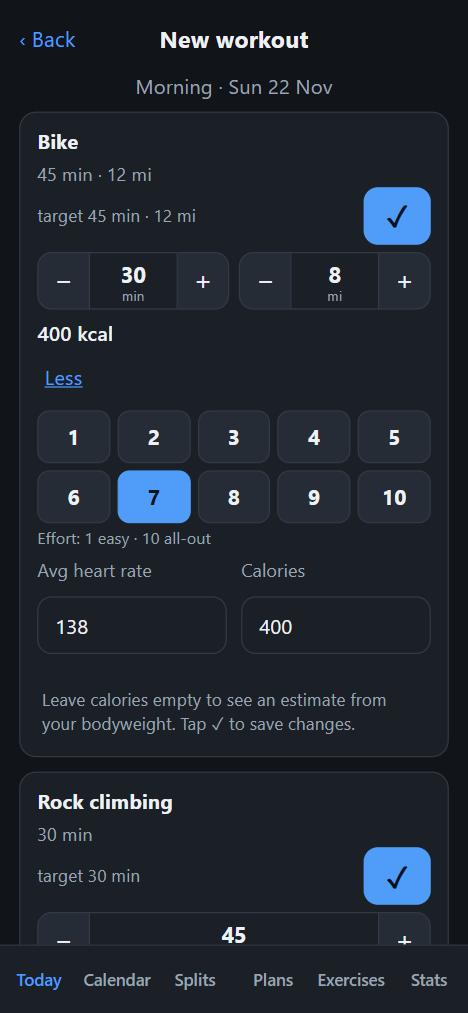 ‹ Back New workout
Morning · Sun 22 Nov
Bike
45 min · 12 mi
target 45 min · 12 mi
✓
− 30 min + − 8 mi +
400 kcal
Less
1 2 3 4 5
6 7 8 9 10
Effort: 1 easy · 10 all-out
Avg heart rate Calories
138 400
Leave calories empty to see an estimate from
your bodyweight. Tap ✓ to save changes.
Rock climbing
30 min
target 30 min
✓
− 45 +
Today Calendar Splits Plans Exercises Stats